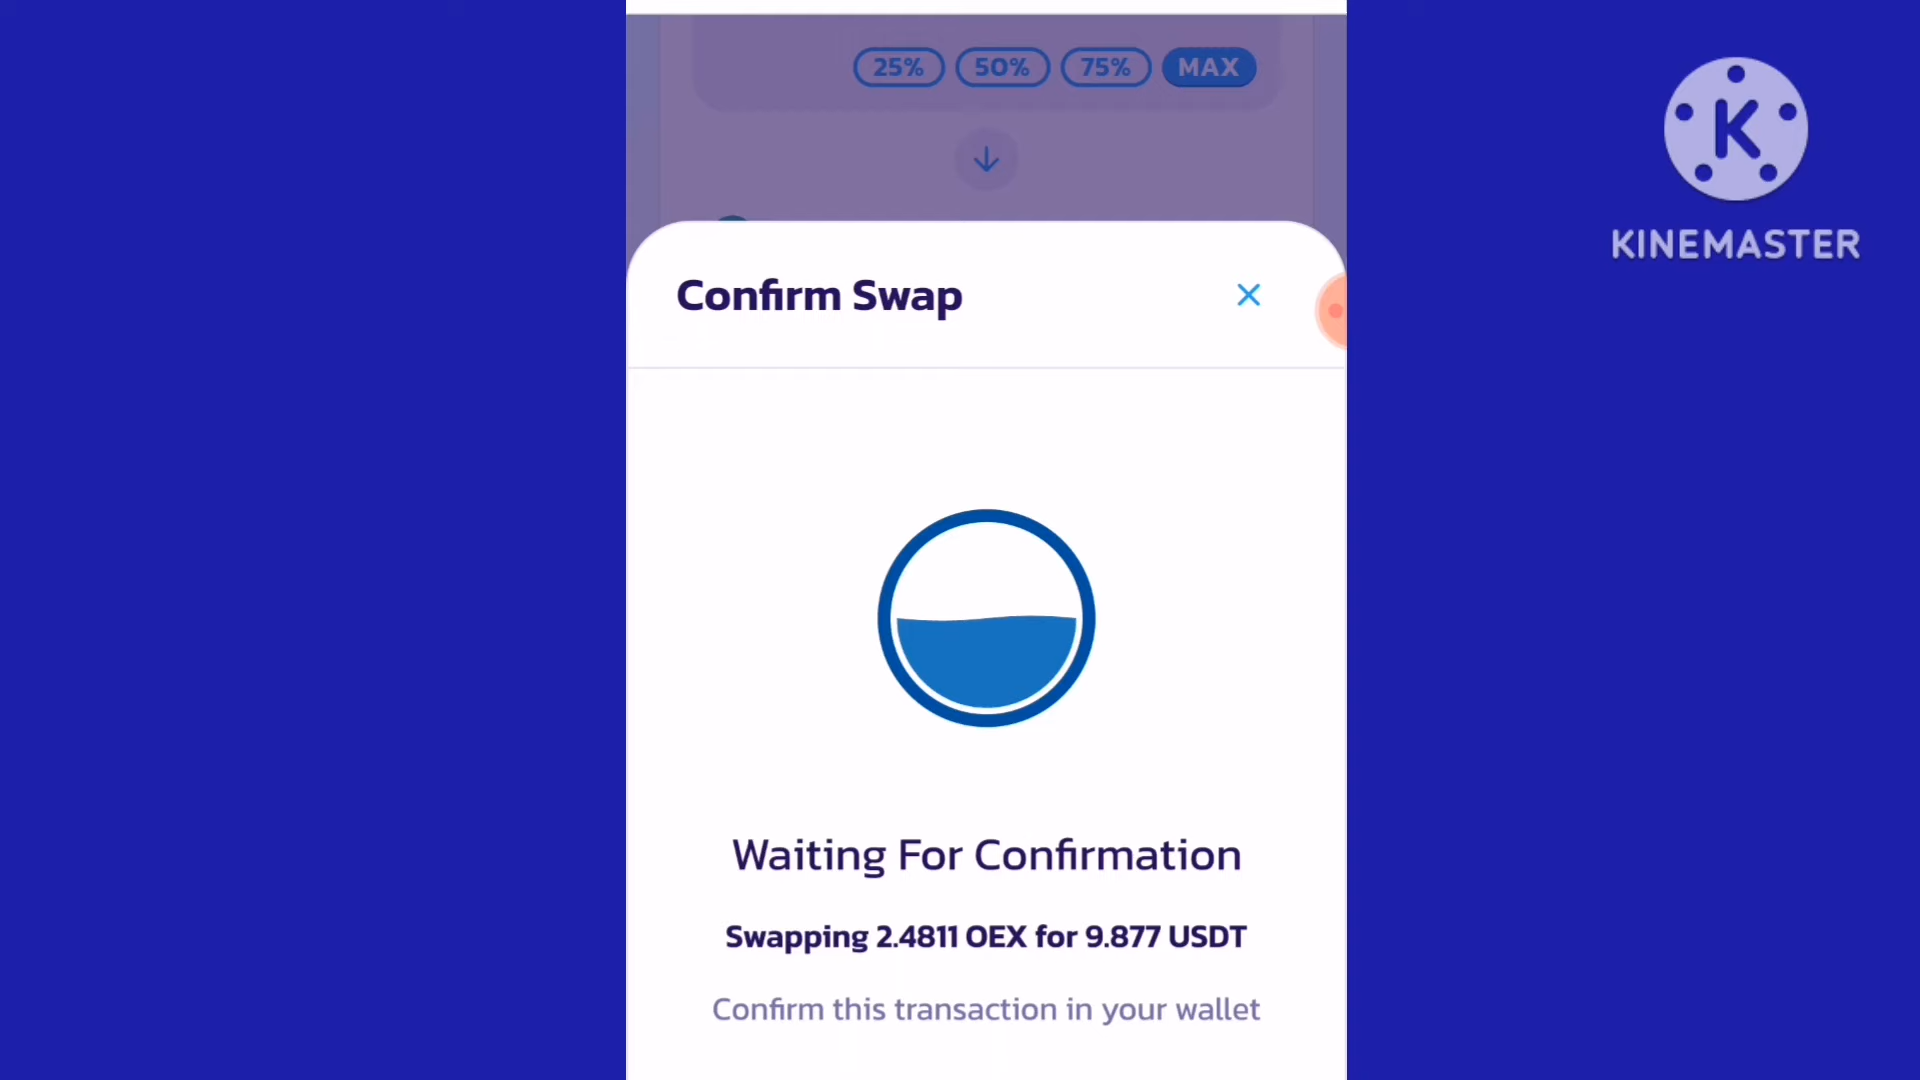 25% 50% 75% MAX
KINEMASTER
Confirm Swap
Waiting For Confirmation
Swapping 2.4811 OEX for 9.877 USDT
Confirm this transaction in your wallet